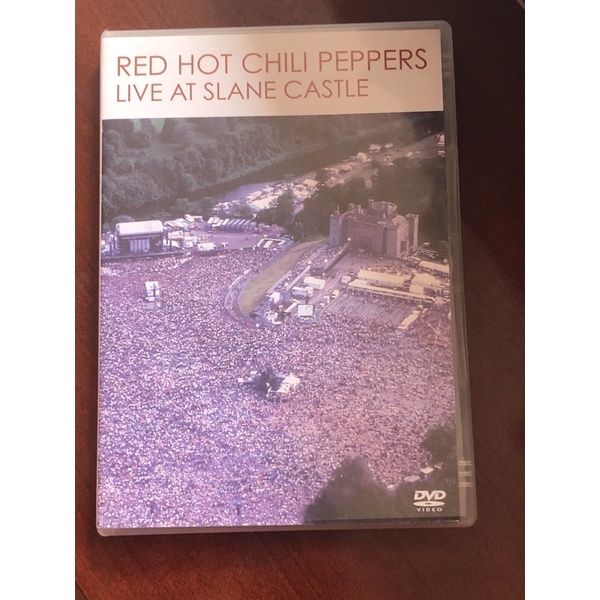 RED HOT CHILI PEPPERS
LIVE AT SLANE CASTLE
DVD
VIDEO